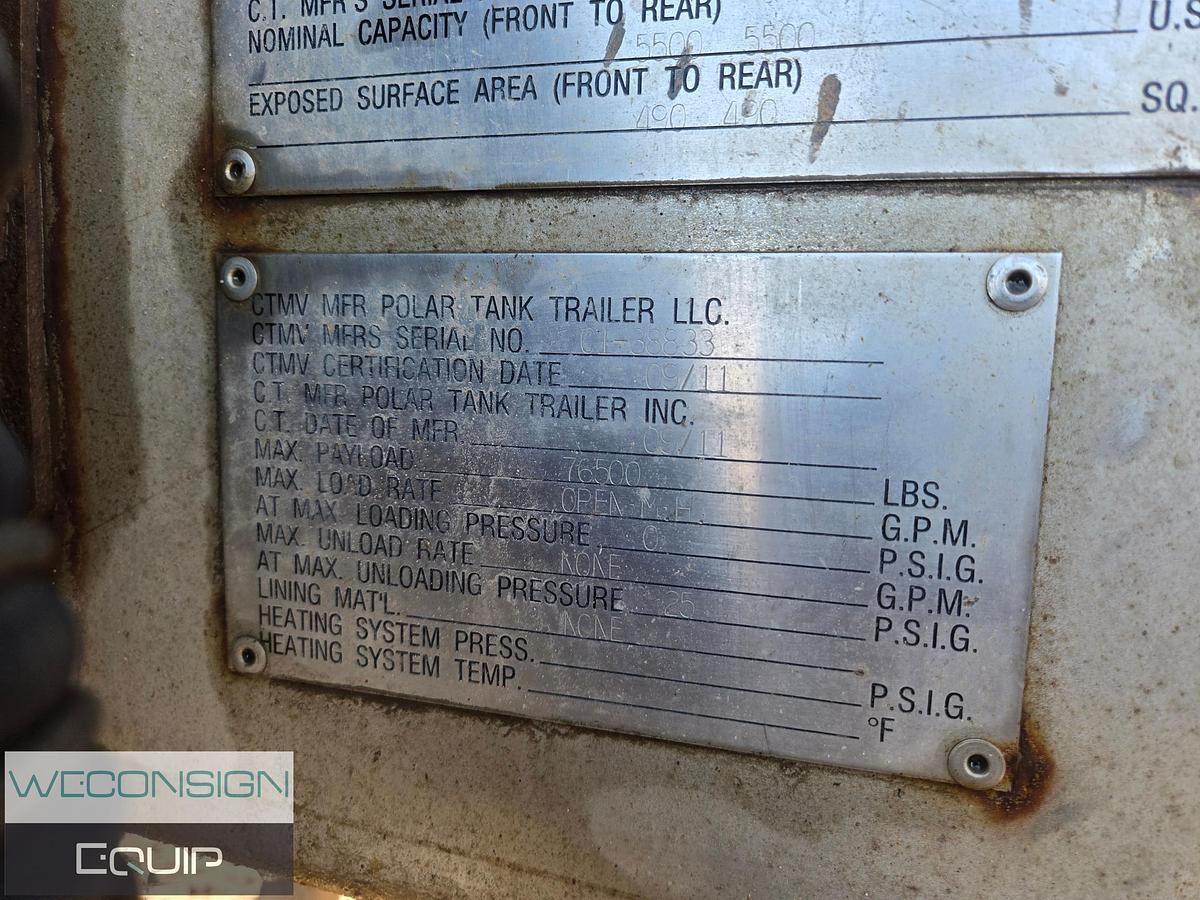 C.T. MFR'S SERIAL
NOMINAL CAPACITY (FRONT TO REAR) 5500 5500 U.S
EXPOSED SURFACE AREA (FRONT TO REAR) 490 490 SQ.
CTMV MFR POLAR TANK TRAILER LLC.
CTMV MFRS SERIAL NO.
CTMV CERTIFICATION DATE 09/11
C.T. MFR POLAR TANK TRAILER INC.
C.T. DATE OF MFR. 09/11
MAX. PAYLOAD 76500 LBS.
MAX. LOAD RATE OPEN M.H. G.P.M.
AT MAX. LOADING PRESSURE 0 P.S.I.G.
MAX. UNLOAD RATE NONE G.P.M.
AT MAX. UNLOADING PRESSURE 25 P.S.I.G.
LINING MAT'L. NONE
HEATING SYSTEM PRESS. P.S.I.G.
HEATING SYSTEM TEMP. °F
WECONSIGN
EQUIP